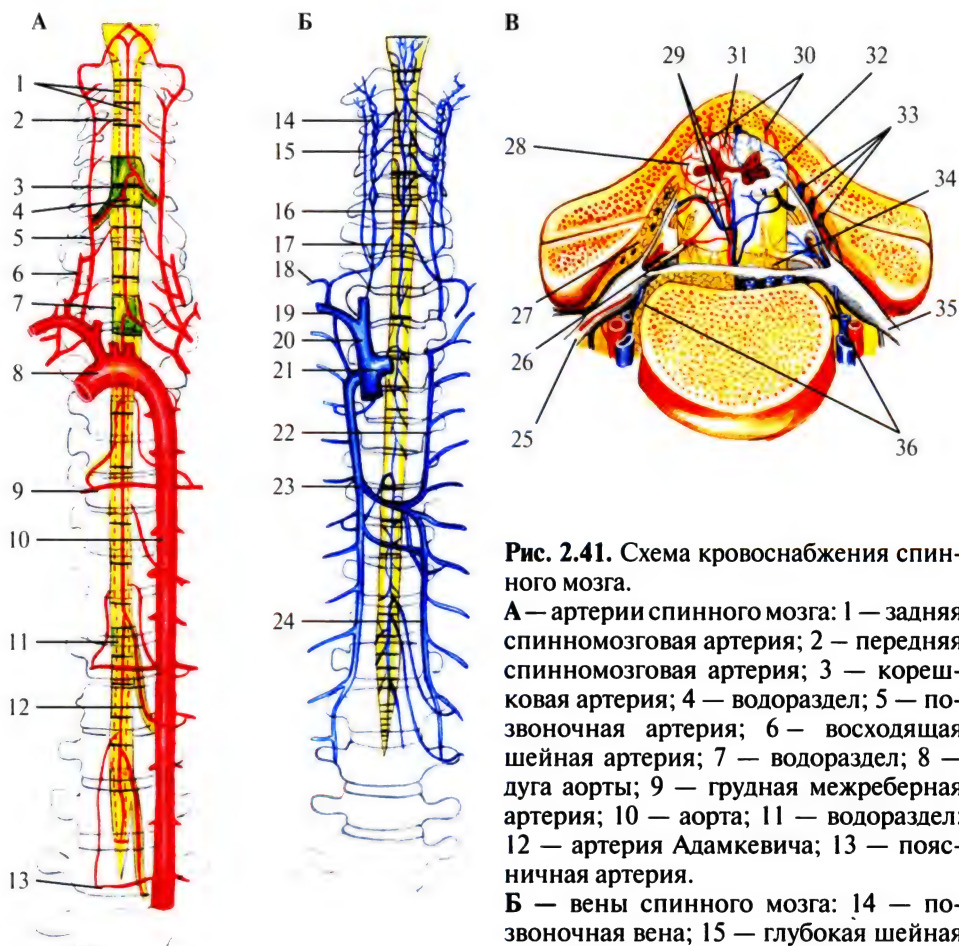 А
Б
В
1
2
3
4
5
6
7
8
9
10
11
12
13
14
15
16
17
18
19
20
21
22
23
24
29
31
30
32
28
33
34
27
26
25
35
36
Рис. 2.41. Схема кровоснабжения спин-
ного мозга.
А — артерии спинного мозга: 1 — задняя
спинномозговая артерия; 2 — передняя
спинномозговая артерия; 3 — кореш-
ковая артерия; 4 — водораздел; 5 — по-
звоночная артерия; 6 — восходящая
шейная артерия; 7 — водораздел; 8 —
дуга аорты; 9 — грудная межреберная
артерия; 10 — аорта; 11 — водораздел;
12 — артерия Адамкевича; 13 — пояс-
ничная артерия.
Б — вены спинного мозга: 14 — по-
звоночная вена; 15 — глубокая шейная